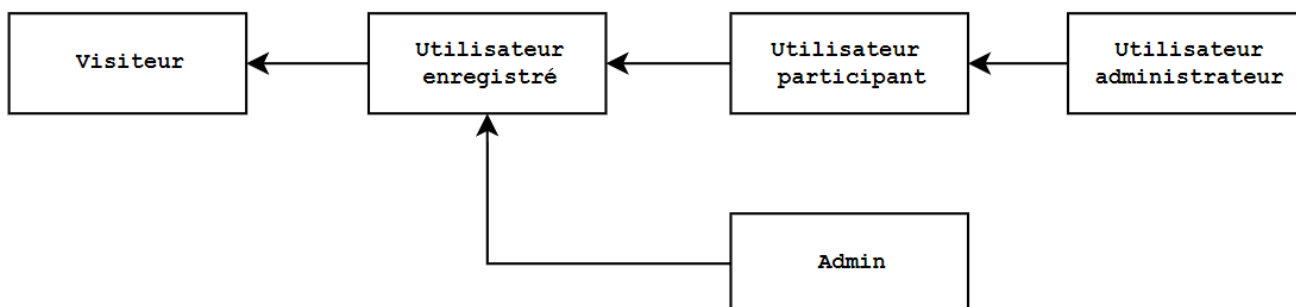 Visiteur
Utilisateur
enregistré
Utilisateur
participant
Utilisateur
administrateur
Admin